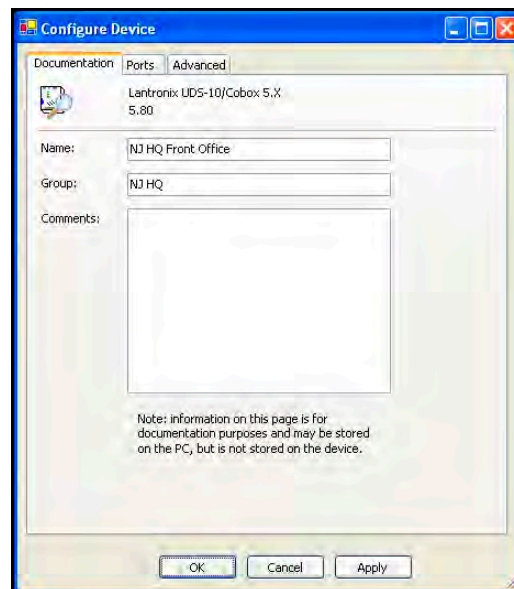 Configure Device
Documentation Ports Advanced
Lantronix UDS-10/Cobox 5.X
5.80
Name: NJ HQ Front Office
Group: NJ HQ
Comments:
Note: information on this page is for
documentation purposes and may be stored
on the PC, but is not stored on the device.
OK Cancel Apply